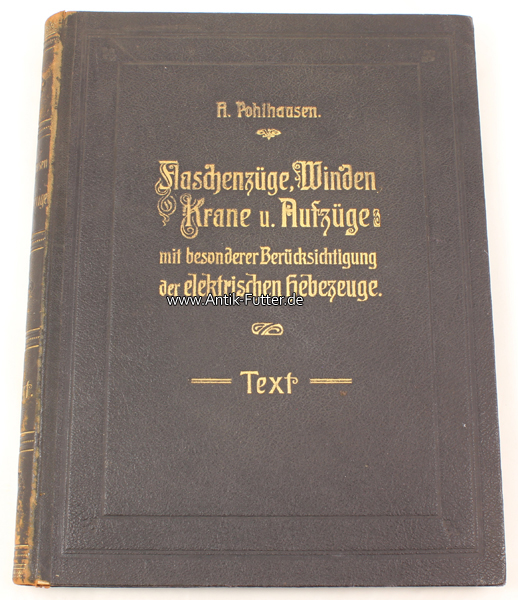 A. Pohlhausen.
Flaschenzüge, Winden
Krane u. Aufzüge
mit besonderer Berücksichtigung
der elektrischen Hebezeuge.
www.Antik-Futter.de
Text